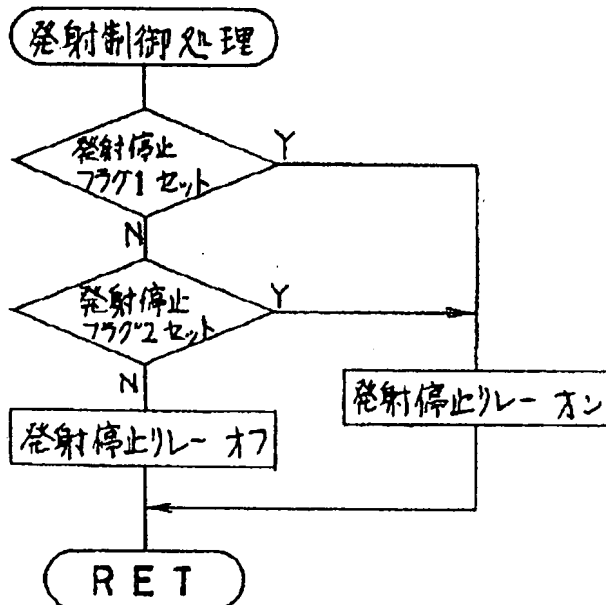 発射制御処理
発射停止
フラグ1 セット
Y
N
発射停止
フラグ2 セット
Y
N
発射停止リレー オン
発射停止リレー オフ
RET